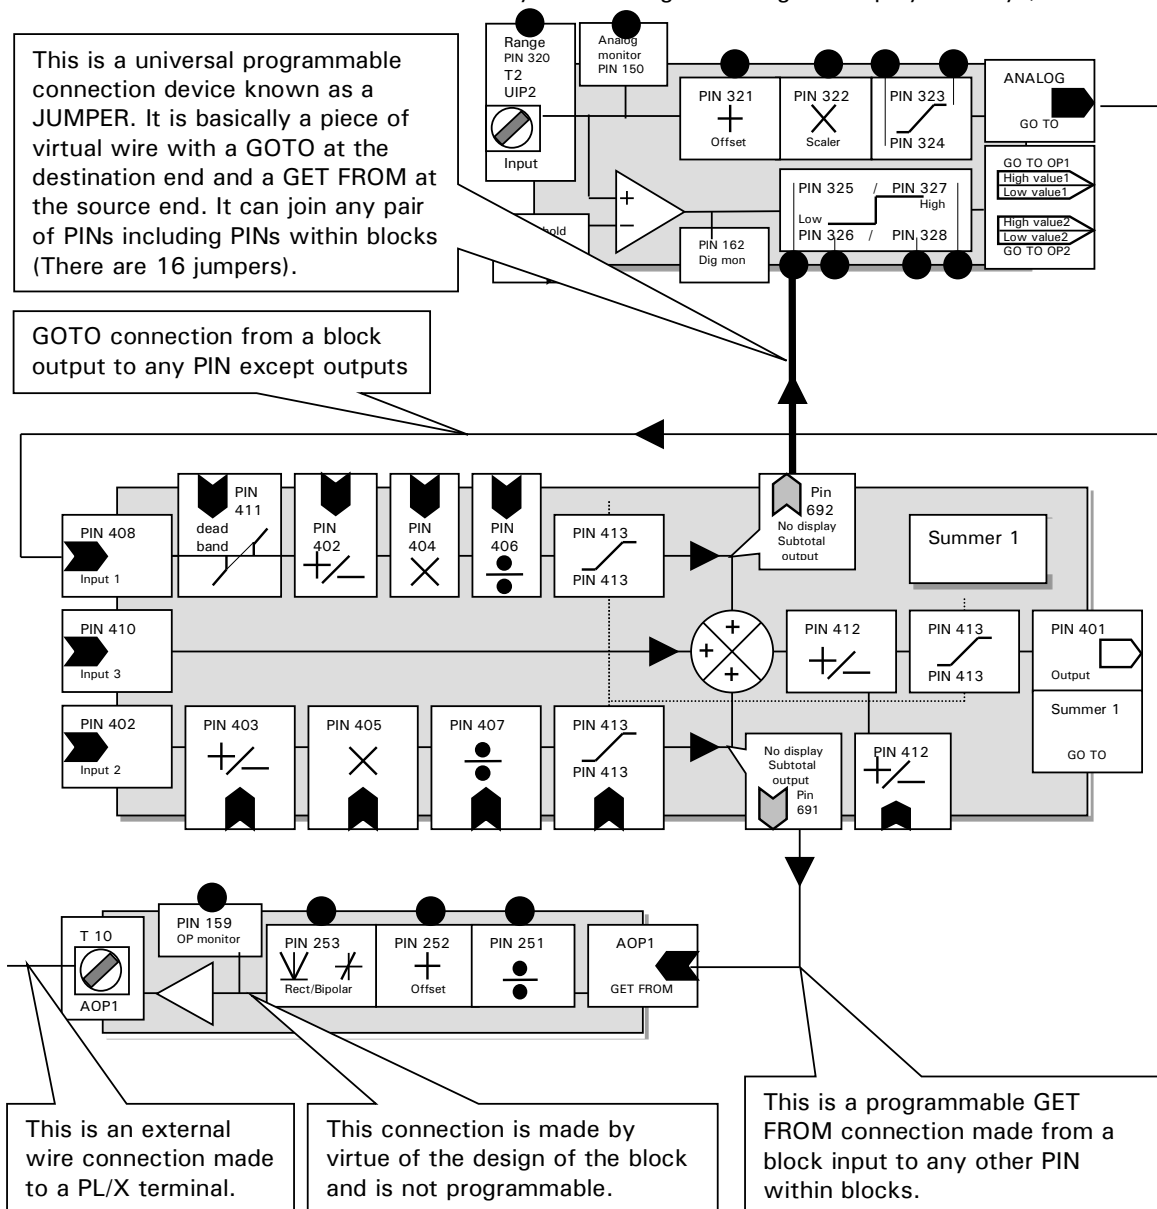 This is a universal programmable
connection device known as a
JUMPER. It is basically a piece of
virtual wire with a GOTO at the
destination end and a GET FROM at
the source end. It can join any pair
of PINs including PINs within blocks
(There are 16 jumpers).
Range
PIN 320
T2
UIP2
Input
Analog
monitor
PIN 150
PIN 321
+
Offset
PIN 322
Scaler
PIN 323
PIN 324
ANALOG
GO TO
GO TO OP1
High value1
Low value1
High value2
Low value2
GO TO OP2
PIN 325 / PIN 327
High
Low
PIN 326 / PIN 328
PIN 162
Dig mon
GOTO connection from a block
output to any PIN except outputs
PIN 408
Input 1
PIN
411
dead
band
PIN
402
+/−
PIN
404
PIN
406
PIN 413
PIN 413
Pin
692
No display
Subtotal
output
Summer 1
PIN 410
Input 3
PIN 412
+/−
PIN 413
PIN 413
PIN 401
Output
Summer 1
GO TO
PIN 402
Input 2
PIN 403
+/−
PIN 405
PIN 407
PIN 413
PIN 413
No display
Subtotal
output
Pin
691
PIN 412
+/−
T 10
AOP1
PIN 159
OP monitor
PIN 253
Rect/Bipolar
PIN 252
+
Offset
PIN 251
AOP1
GET FROM
This is an external
wire connection made
to a PL/X terminal.
This connection is made by
virtue of the design of the block
and is not programmable.
This is a programmable GET
FROM connection made from a
block input to any other PIN
within blocks.